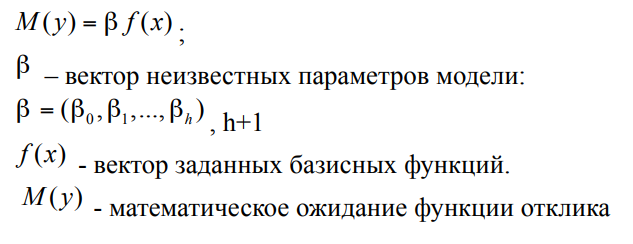 M(y) = β f(x) ;
β – вектор неизвестных параметров модели:
β = (β₀, β₁,..., βₕ) , h+1
f(x) - вектор заданных базисных функций.
M(y) - математическое ожидание функции отклика